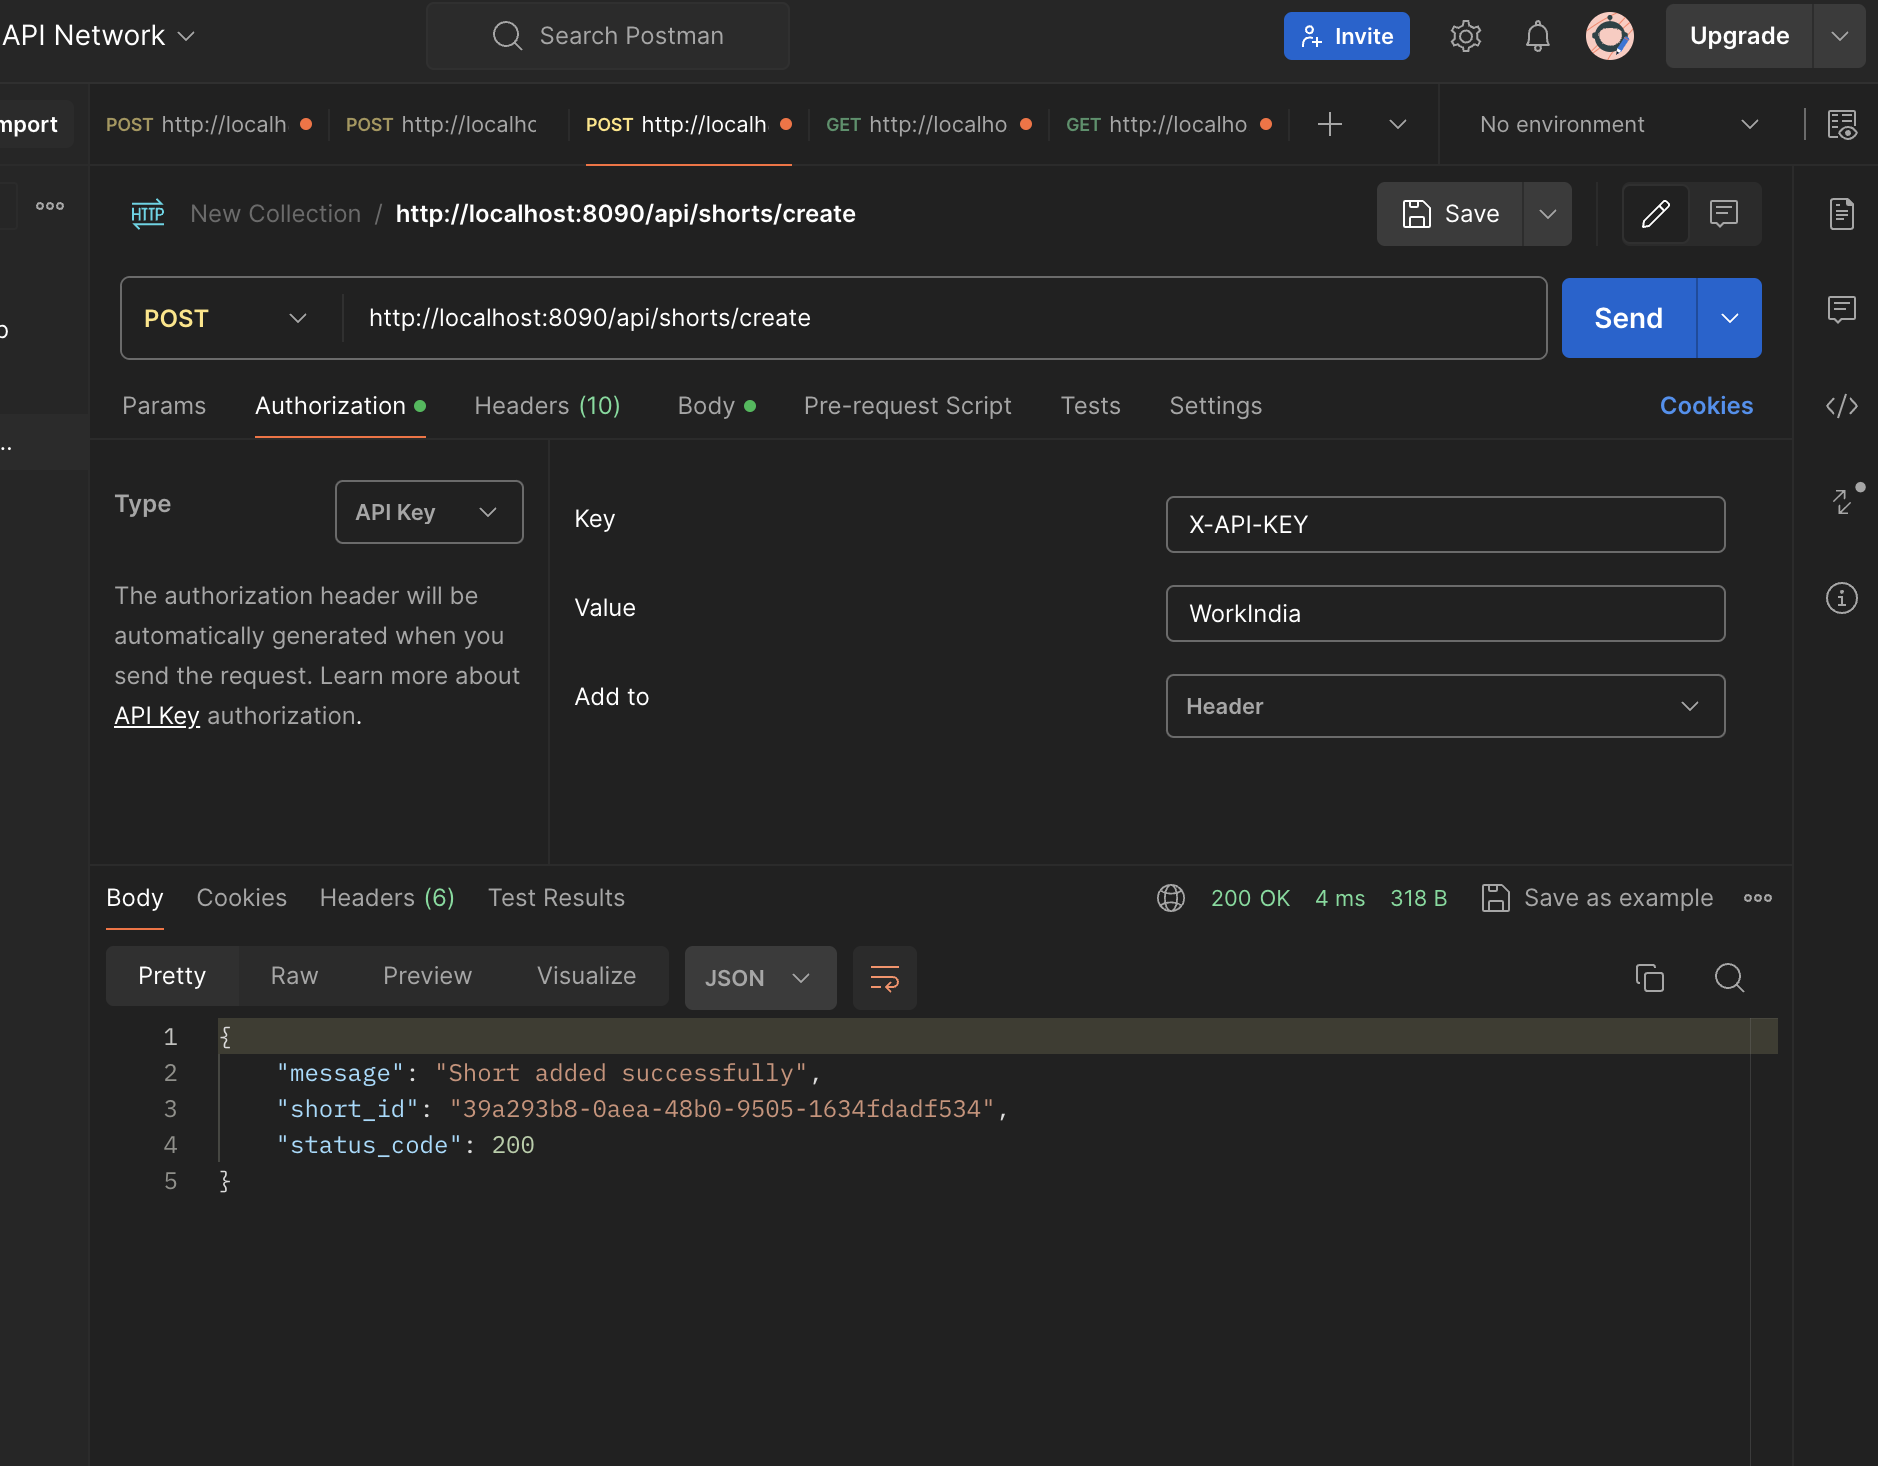 API Network
Search Postman
Invite
Upgrade
mport
POST http://localh
POST http://localhc
POST http://localh
GET http://localho
GET http://localho
No environment
HTTP
New Collection / http://localhost:8090/api/shorts/create
Save
POST
http://localhost:8090/api/shorts/create
Send
Params
Authorization
Headers (10)
Body
Pre-request Script
Tests
Settings
Cookies
Type
API Key
The authorization header will be
automatically generated when you
send the request. Learn more about
API Key authorization.
Key
X-API-KEY
Value
WorkIndia
Add to
Header
Body
Cookies
Headers (6)
Test Results
200 OK
4 ms
318 B
Save as example
Pretty
Raw
Preview
Visualize
JSON
1 {
2 "message": "Short added successfully",
3 "short_id": "39a293b8-0aea-48b0-9505-1634fdadf534",
4 "status_code": 200
5 }